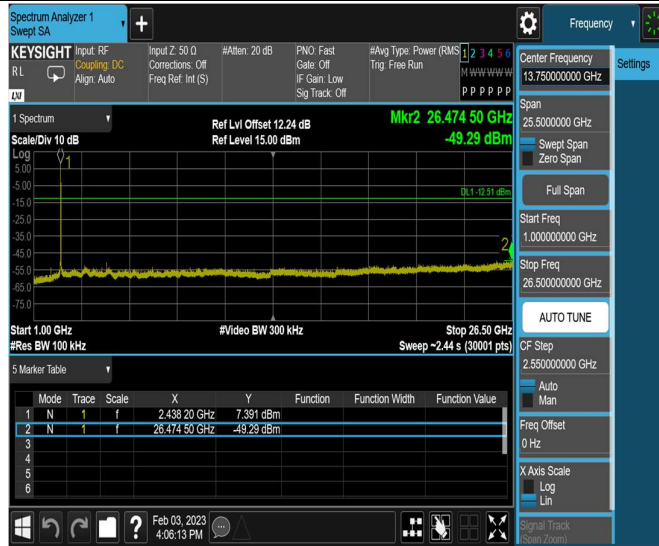 Spectrum Analyzer 1
Swept SA
Frequency
KEYSIGHT
RL
LXI
Input: RF
Coupling: DC
Align: Auto
Input Z: 50 Ω
Corrections: Off
Freq Ref: Int (S)
#Atten: 20 dB
PNO: Fast
Gate: Off
IF Gain: Low
Sig Track: Off
#Avg Type: Power (RMS
Trig: Free Run
1 2 3 4 5 6
M W W W W W
P P P P P P
1 Spectrum
Scale/Div 10 dB
Ref Lvl Offset 12.24 dB
Ref Level 15.00 dBm
Mkr2 26.474 50 GHz
-49.29 dBm
Log
5.00
-5.00
-15.0
-25.0
-35.0
-45.0
-55.0
-65.0
-75.0
1
2
DL1 -12.51 dBm
Start 1.00 GHz
#Res BW 100 kHz
#Video BW 300 kHz
Stop 26.50 GHz
Sweep ~2.44 s (30001 pts)
5 Marker Table
Mode Trace Scale X Y Function Function Width Function Value
1 N 1 f 2.438 20 GHz 7.391 dBm
2 N 1 f 26.474 50 GHz -49.29 dBm
3
4
5
6
Feb 03, 2023
4:06:13 PM
Center Frequency
13.750000000 GHz
Settings
Span
25.5000000 GHz
Swept Span
Zero Span
Full Span
Start Freq
1.000000000 GHz
Stop Freq
26.500000000 GHz
AUTO TUNE
CF Step
2.550000000 GHz
Auto
Man
Freq Offset
0 Hz
X Axis Scale
Log
Lin
Signal Track
(Span Zoom)